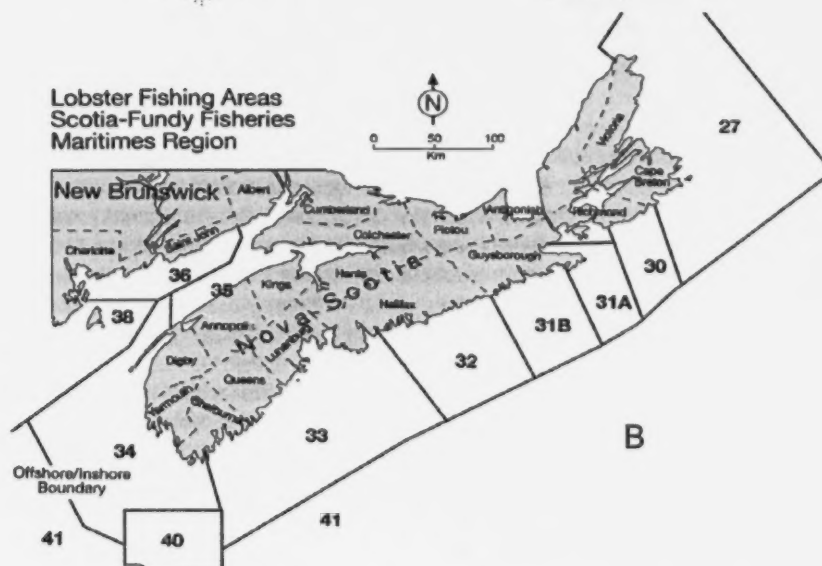 Lobster Fishing Areas
Scotia-Fundy Fisheries
Maritimes Region
N
0 50 100
Km
27
New Brunswick
Albert
Victoria
Cape
Breton
Cumberland
Antigonish
Richmond
Charlotte
Saint John
Colchester
Pictou
Guysborough
36
30
35
Kings
Hants
31A
38
Halifax
31B
Annapolis
Nova Scotia
Lunenburg
32
Digby
Queens
Yarmouth
Shelburne
33
B
34
Offshore/Inshore
Boundary
41
40
41